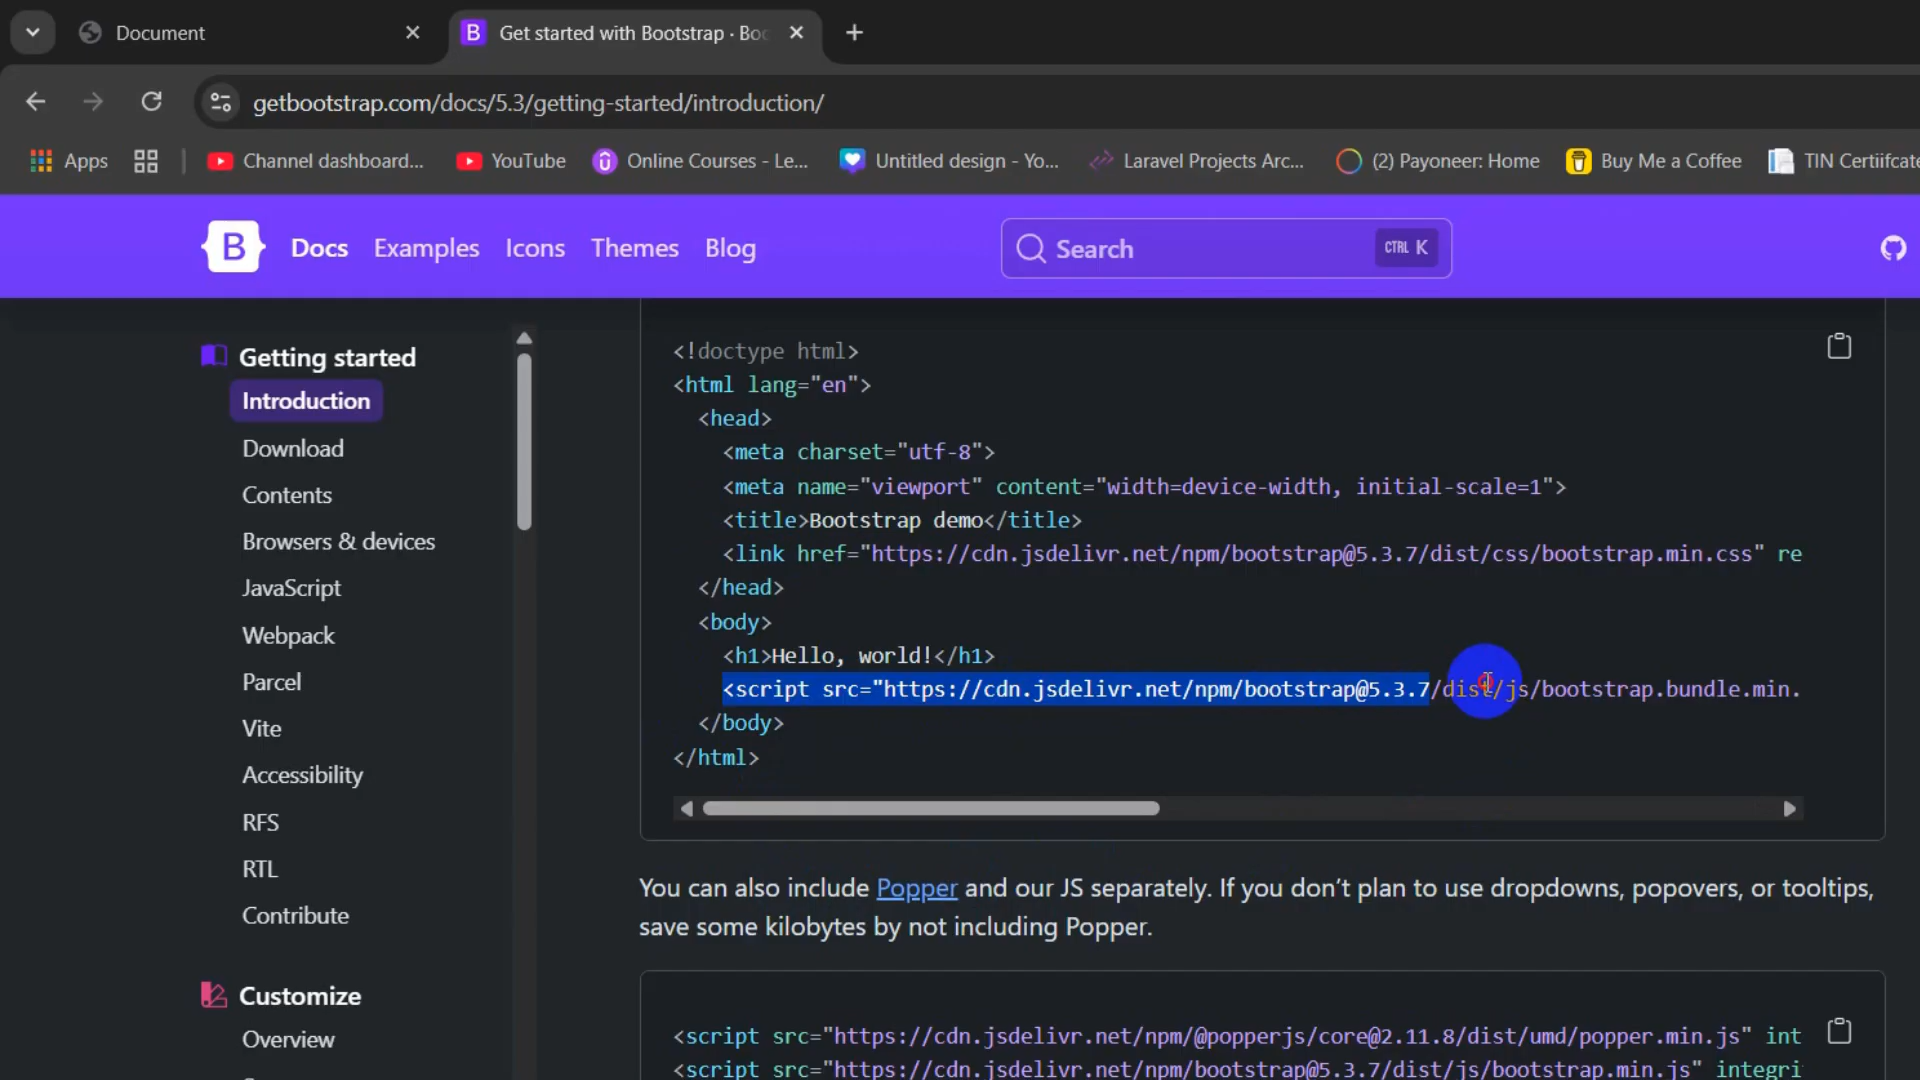 Document
Get started with Bootstrap · Boo
getbootstrap.com/docs/5.3/getting-started/introduction/
Apps
Channel dashboard...
YouTube
Online Courses - Le...
Untitled design - Yo...
Laravel Projects Arc...
(2) Payoneer: Home
Buy Me a Coffee
TIN Certiifcate
B
Docs
Examples
Icons
Themes
Blog
Search
CTRL K
Getting started
Introduction
Download
Contents
Browsers & devices
JavaScript
Webpack
Parcel
Vite
Accessibility
RFS
RTL
Contribute
Customize
Overview
<!doctype html>
<html lang="en">
<head>
<meta charset="utf-8">
<meta name="viewport" content="width=device-width, initial-scale=1">
<title>Bootstrap demo</title>
<link href="https://cdn.jsdelivr.net/npm/bootstrap@5.3.7/dist/css/bootstrap.min.css" re
</head>
<body>
<h1>Hello, world!</h1>
<script src="https://cdn.jsdelivr.net/npm/bootstrap@5.3.7/dist/js/bootstrap.bundle.min.
</body>
</html>
You can also include Popper and our JS separately. If you don’t plan to use dropdowns, popovers, or tooltips,
save some kilobytes by not including Popper.
<script src="https://cdn.jsdelivr.net/npm/@popperjs/core@2.11.8/dist/umd/popper.min.js" int
<script src="https://cdn.jsdelivr.net/npm/bootstrap@5.3.7/dist/js/bootstrap.min.js" integri